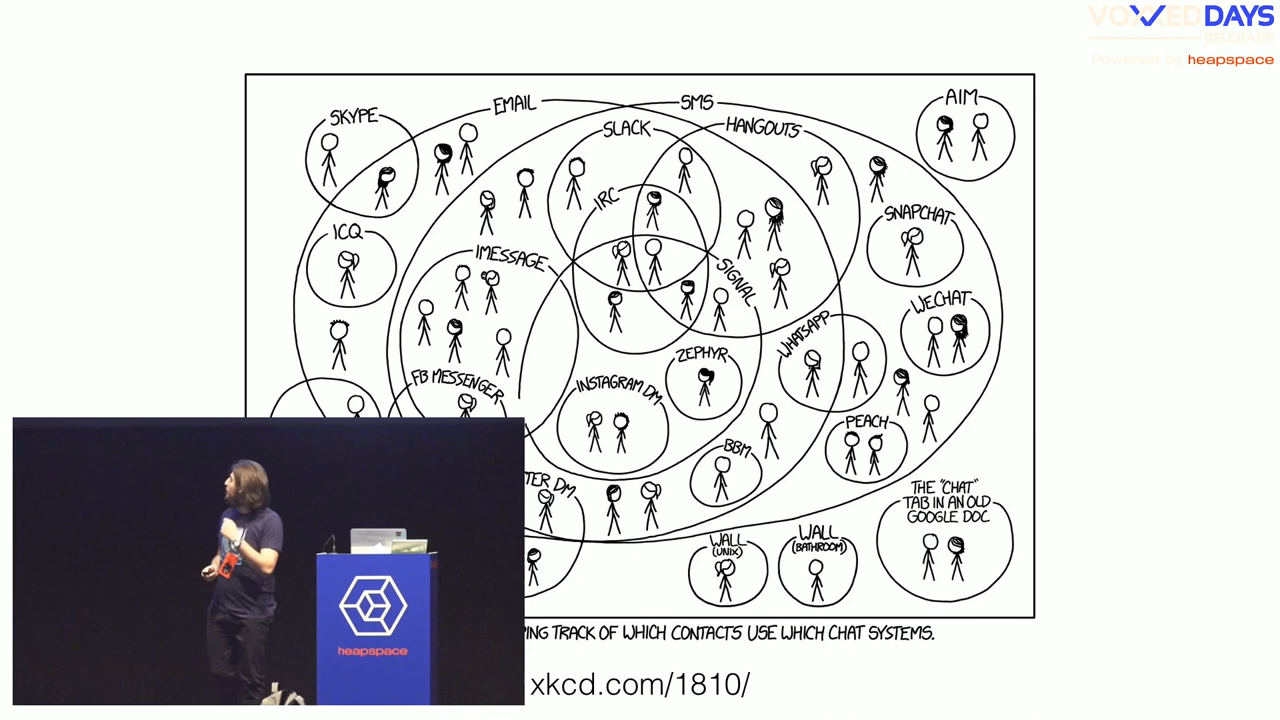 VOXXED DAYS
BELGRADE
Powered by heapspace
SKYPE
EMAIL
SMS
AIM
SLACK
HANGOUTS
IRC
SNAPCHAT
ICQ
IMESSAGE
SIGNAL
WECHAT
WHATSAPP
ZEPHYR
FB MESSENGER
INSTAGRAM DM
PEACH
BBM
TER DM
THE "CHAT"
TAB IN AN OLD
GOOGLE DOC
WALL
(UNIX)
WALL
(BATHROOM)
heapspace
ING TRACK OF WHICH CONTACTS USE WHICH CHAT SYSTEMS.
xkcd.com/1810/